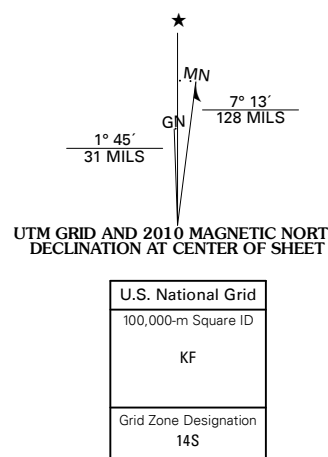 ★
MN
GN
7° 13´
128 MILS
1° 45´
31 MILS
UTM GRID AND 2010 MAGNETIC NORT
DECLINATION AT CENTER OF SHEET
U.S. National Grid
100,000-m Square ID
KF
Grid Zone Designation
14S